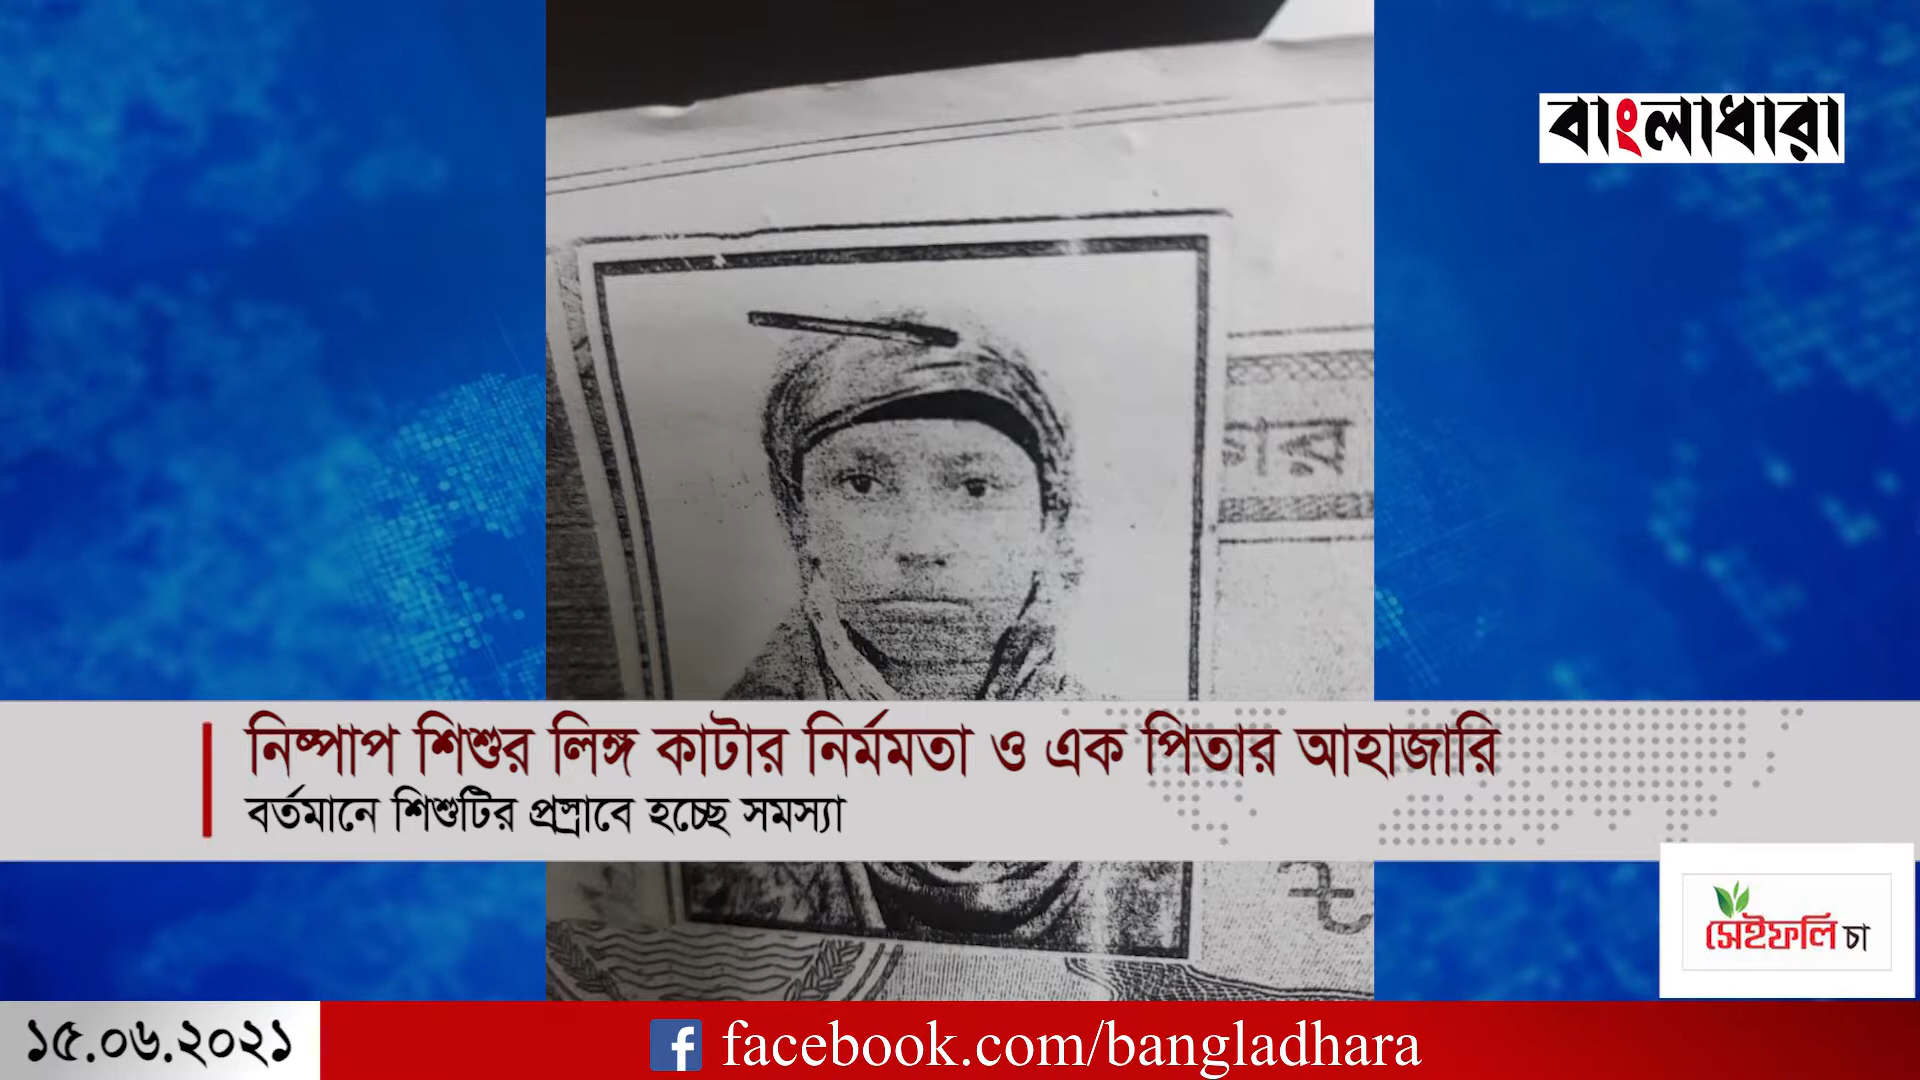 বাংলাধারা
নিষ্পাপ শিশুর লিঙ্গ কাটার নির্মমতা ও এক পিতার আহাজারি
বর্তমানে শিশুটির প্রস্রাবে হচ্ছে সমস্যা
সেইফলি চা
১৫.০৬.২০২১
facebook.com/bangladhara